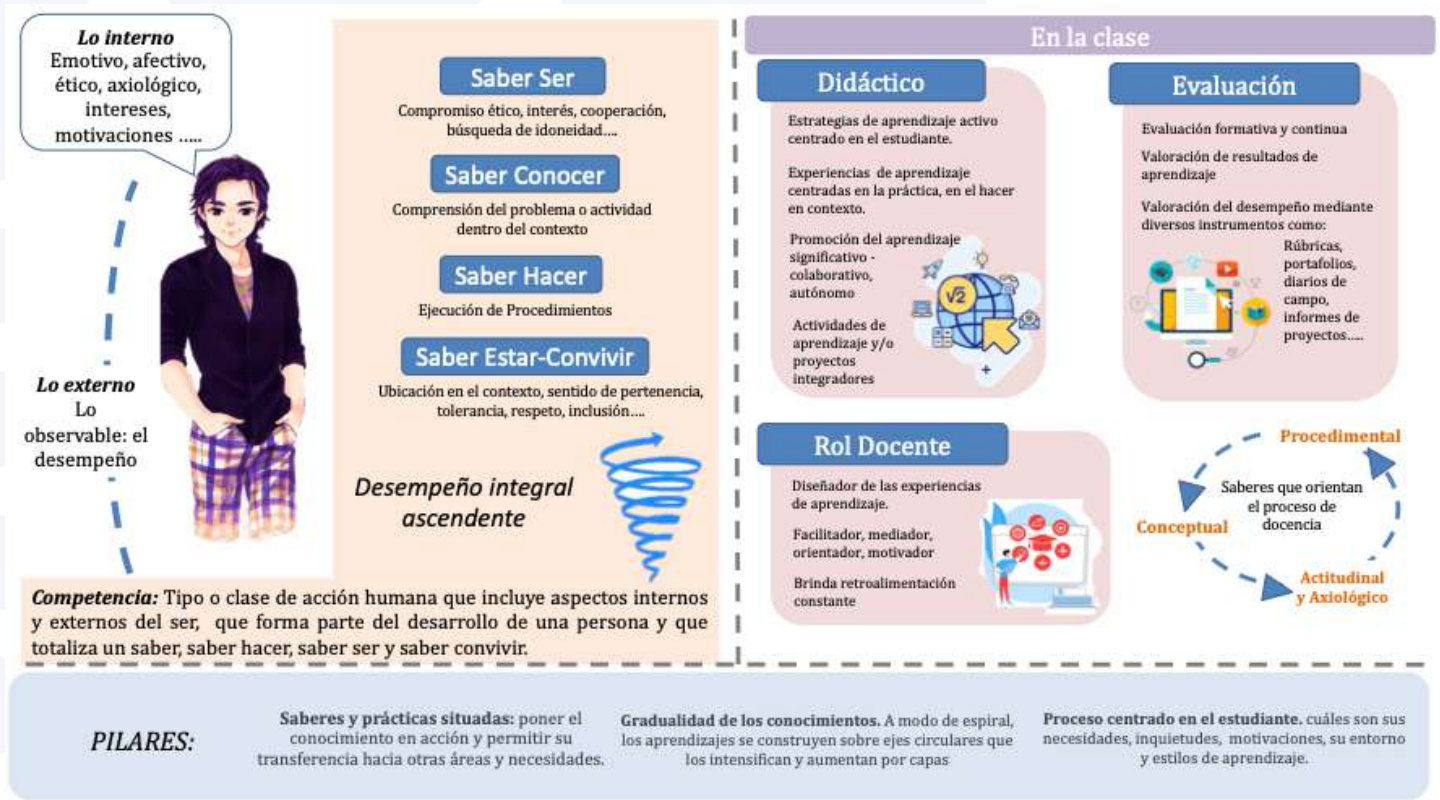 Lo interno
Emotivo, afectivo,
ético, axiológico,
intereses,
motivaciones .....
Lo externo
Lo
observable: el
desempeño
Saber Ser
Compromiso ético, interés, cooperación,
búsqueda de idoneidad....
Saber Conocer
Comprensión del problema o actividad
dentro del contexto
Saber Hacer
Ejecución de Procedimientos
Saber Estar-Convivir
Ubicación en el contexto, sentido de pertenencia,
tolerancia, respeto, inclusión....
Desempeño integral
ascendente
Competencia: Tipo o clase de acción humana que incluye aspectos internos
y externos del ser, que forma parte del desarrollo de una persona y que
totaliza un saber, saber hacer, saber ser y saber convivir.
En la clase
Didáctico
Estrategias de aprendizaje activo
centrado en el estudiante.
Experiencias de aprendizaje
centradas en la práctica, en el hacer
en contexto.
Promoción del aprendizaje
significativo -
colaborativo,
autónomo
Actividades de
aprendizaje y/o
proyectos
integradores
√2
Evaluación
Evaluación formativa y continua
Valoración de resultados de
aprendizaje
Valoración del desempeño mediante
diversos instrumentos como:
Rúbricas,
portafolios,
diarios de
campo,
informes de
proyectos.....
Rol Docente
Diseñador de las experiencias
de aprendizaje.
Facilitador, mediador,
orientador, motivador
Brinda retroalimentación
constante
Procedimental
Saberes que orientan
el proceso de
docencia
Conceptual
Actitudinal
y Axiológico
PILARES:
Saberes y prácticas situadas: poner el
conocimiento en acción y permitir su
transferencia hacia otras áreas y necesidades.
Gradualidad de los conocimientos. A modo de espiral,
los aprendizajes se construyen sobre ejes circulares que
los intensifican y aumentan por capas
Proceso centrado en el estudiante. cuáles son sus
necesidades, inquietudes, motivaciones, su entorno
y estilos de aprendizaje.